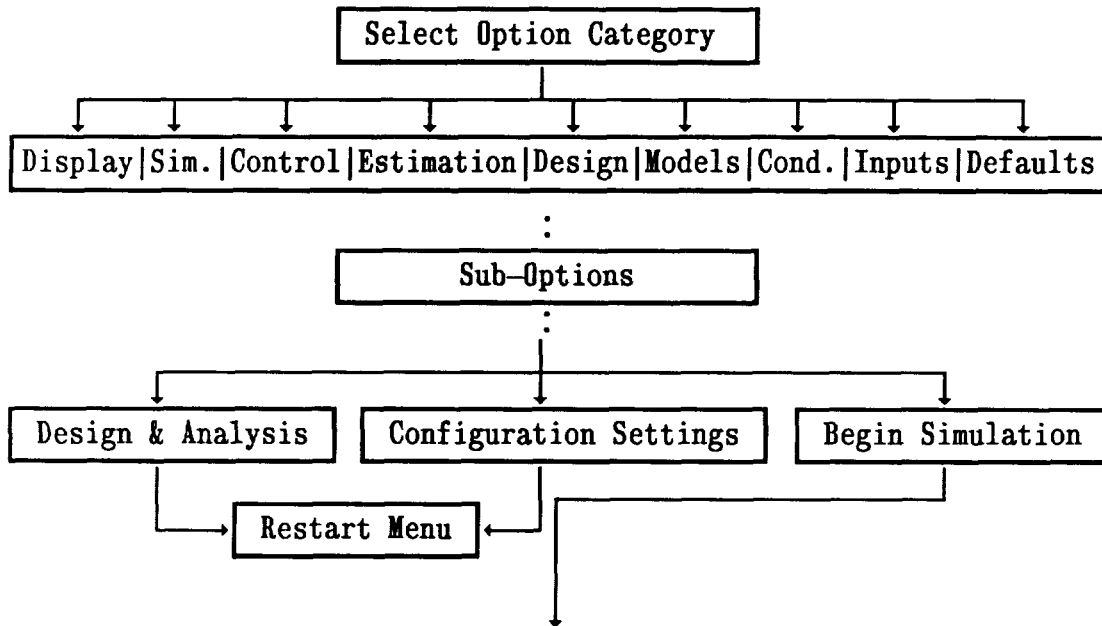 Select Option Category
Display|Sim.|Control|Estimation|Design|Models|Cond.|Inputs|Defaults
Sub-Options
Design & Analysis
Configuration Settings
Begin Simulation
Restart Menu